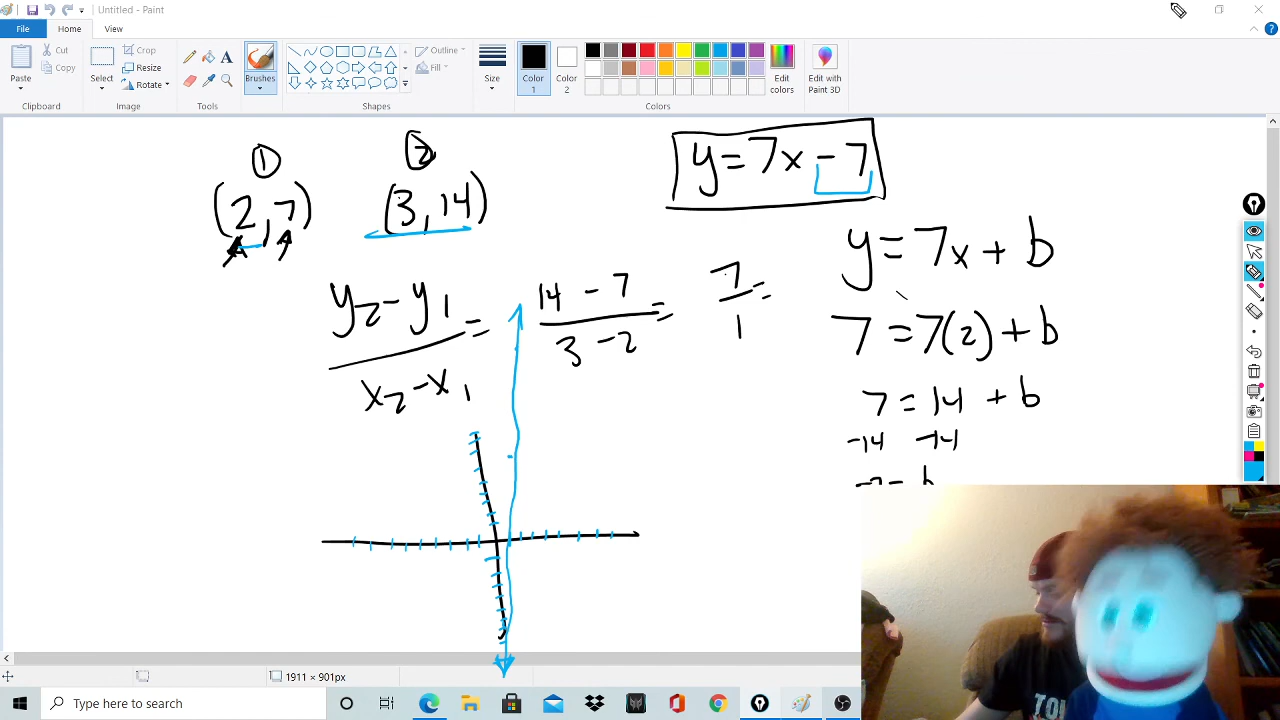 Untitled - Paint
File Home View
Paste
Cut
Copy
Clipboard
Select
Crop
Resize
Rotate
Image
Tools
Brushes
Outline
Fill
Shapes
Size
Color 1
Color 2
Edit colors
Colors
Edit with Paint 3D
① ②
(2,7) (3,14)
y=7x-7
y2-y1/x2-x1 = 14-7/3-2 = 7/1 =
y=7x+b
7=7(2)+b
7=14+b
-14 -14
-7=b
TOU
1911 × 901px
Type here to search